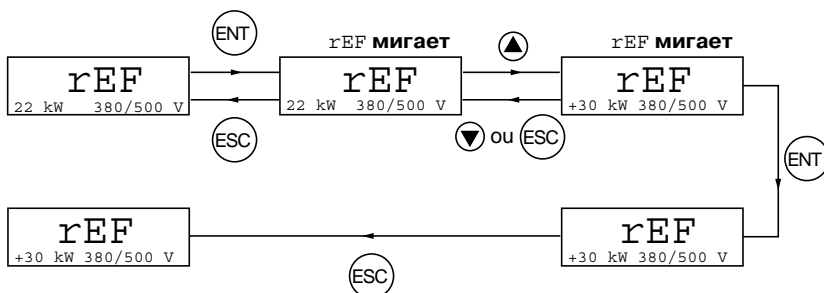 ENT
rEF мигает
rEF мигает
rEF
22 kW 380/500 V
rEF
22 kW 380/500 V
rEF
+30 kW 380/500 V
ESC
ou ESC
ENT
rEF
+30 kW 380/500 V
rEF
+30 kW 380/500 V
ESC